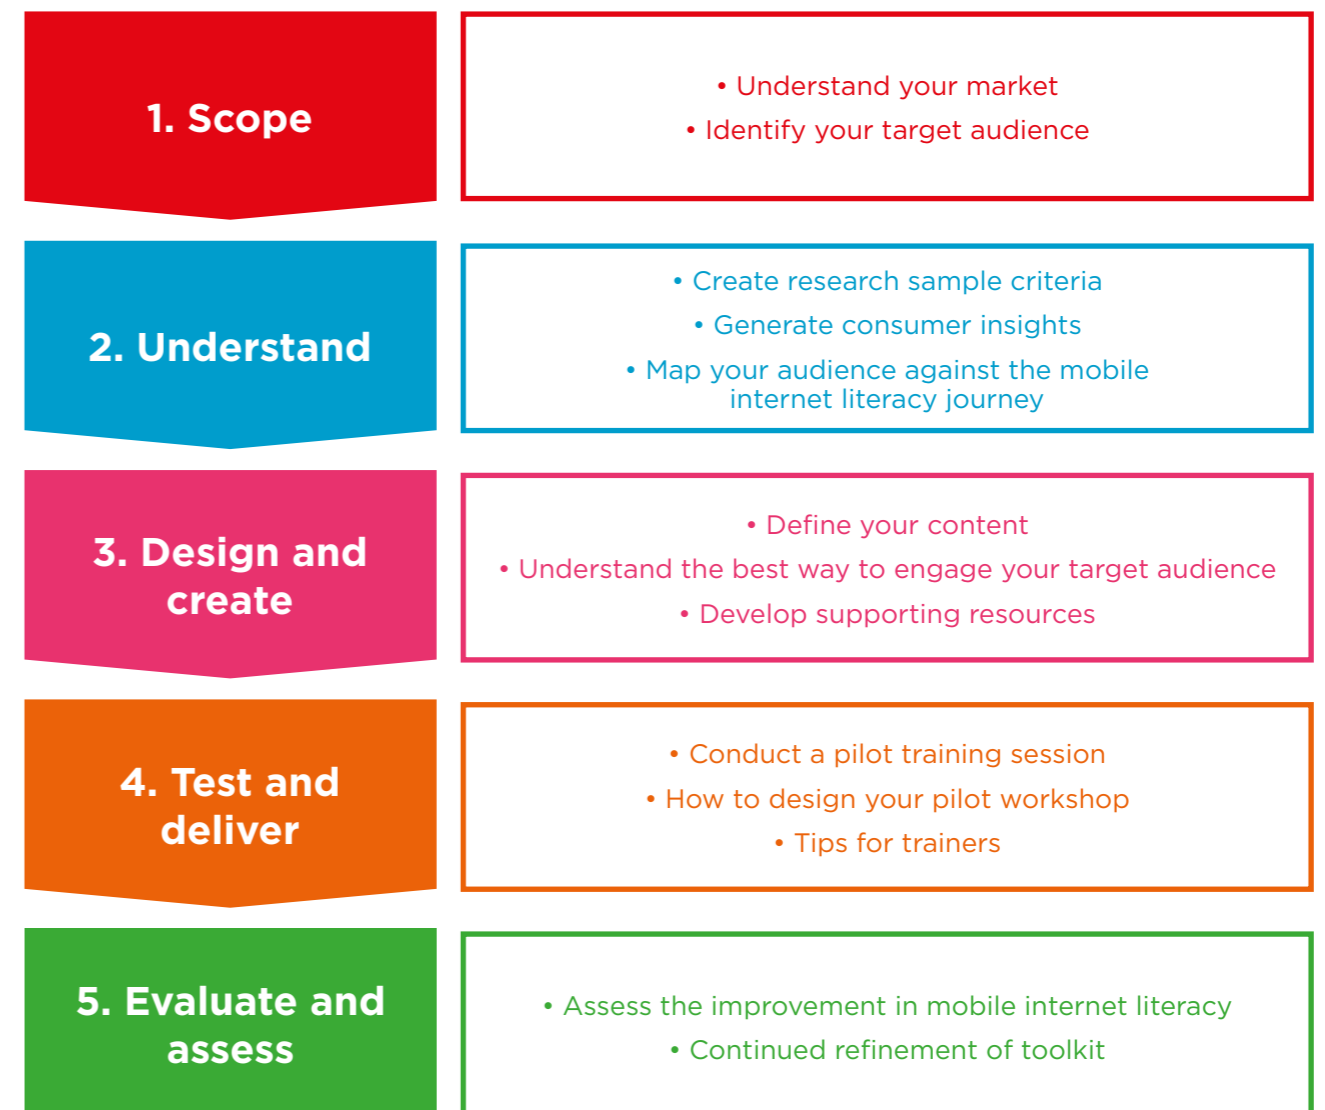 1. Scope
• Understand your market
• Identify your target audience
2. Understand
• Create research sample criteria
• Generate consumer insights
• Map your audience against the mobile
internet literacy journey
3. Design and
create
• Define your content
• Understand the best way to engage your target audience
• Develop supporting resources
4. Test and
deliver
• Conduct a pilot training session
• How to design your pilot workshop
• Tips for trainers
5. Evaluate and
assess
• Assess the improvement in mobile internet literacy
• Continued refinement of toolkit